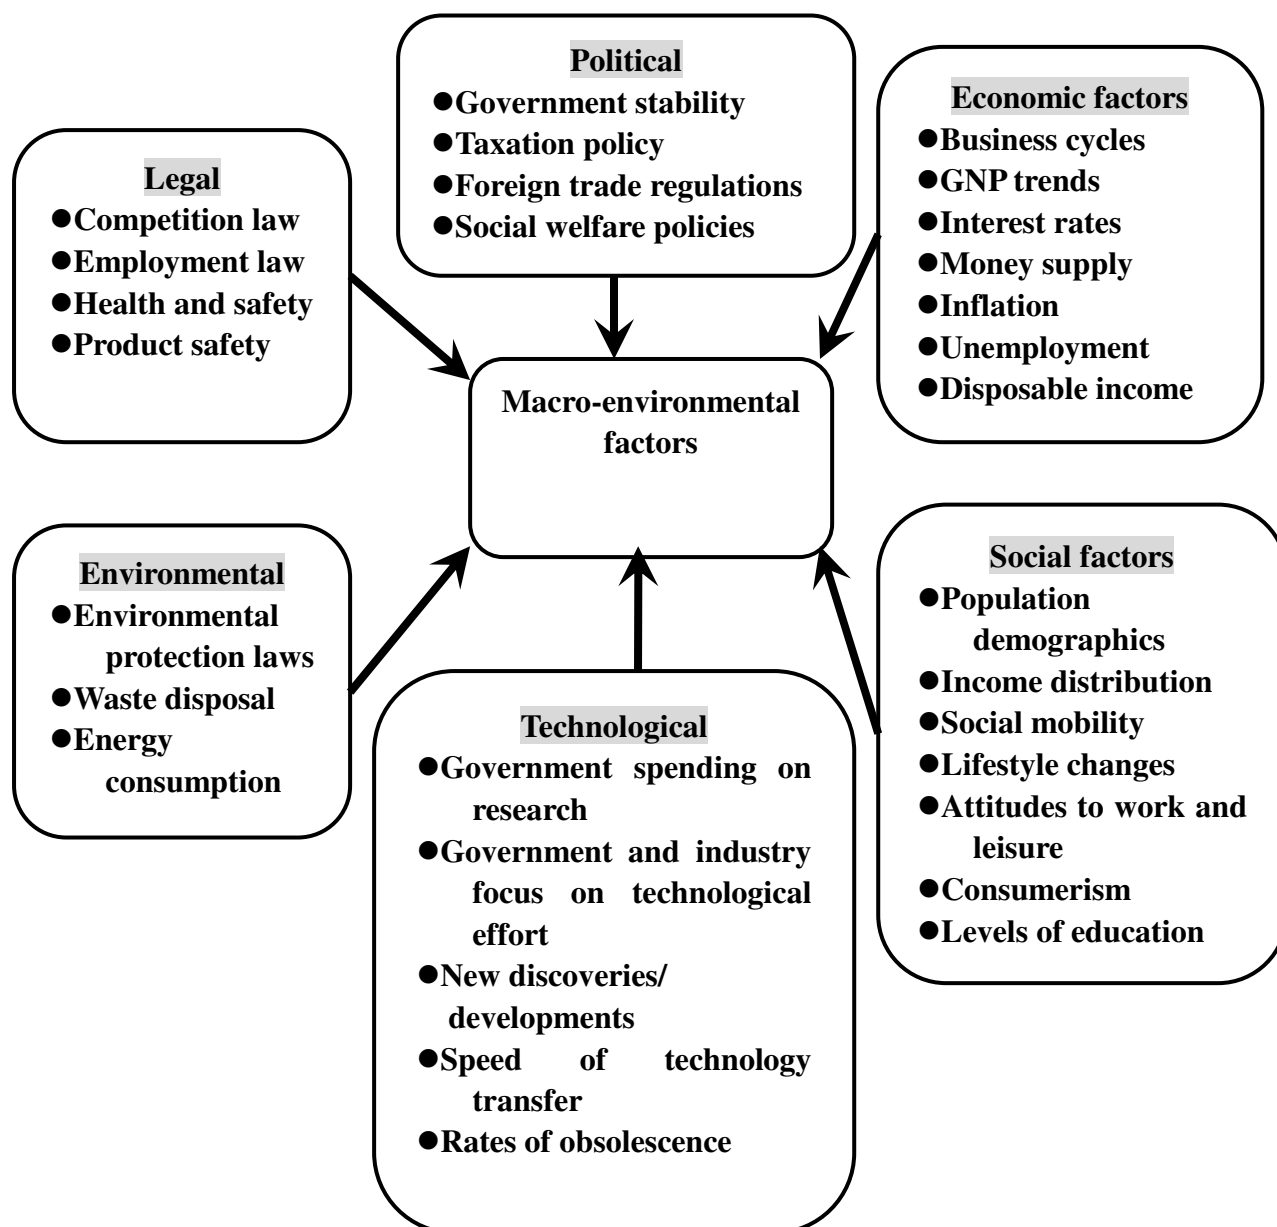 Political
●Government stability
●Taxation policy
●Foreign trade regulations
●Social welfare policies
Economic factors
●Business cycles
●GNP trends
●Interest rates
●Money supply
●Inflation
●Unemployment
●Disposable income
Legal
●Competition law
●Employment law
●Health and safety
●Product safety
Macro-environmental
factors
Environmental
●Environmental
protection laws
●Waste disposal
●Energy
consumption
Social factors
●Population
demographics
●Income distribution
●Social mobility
●Lifestyle changes
●Attitudes to work and
leisure
●Consumerism
●Levels of education
Technological
●Government spending on
research
●Government and industry
focus on technological
effort
●New discoveries/
developments
●Speed of technology
transfer
●Rates of obsolescence